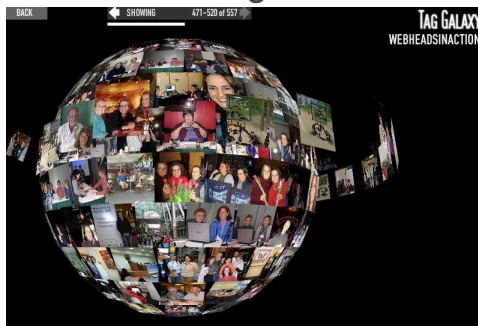 BACK
SHOWING
471-520 of 557
TAG GALAXY
WEBHEADSINACTION